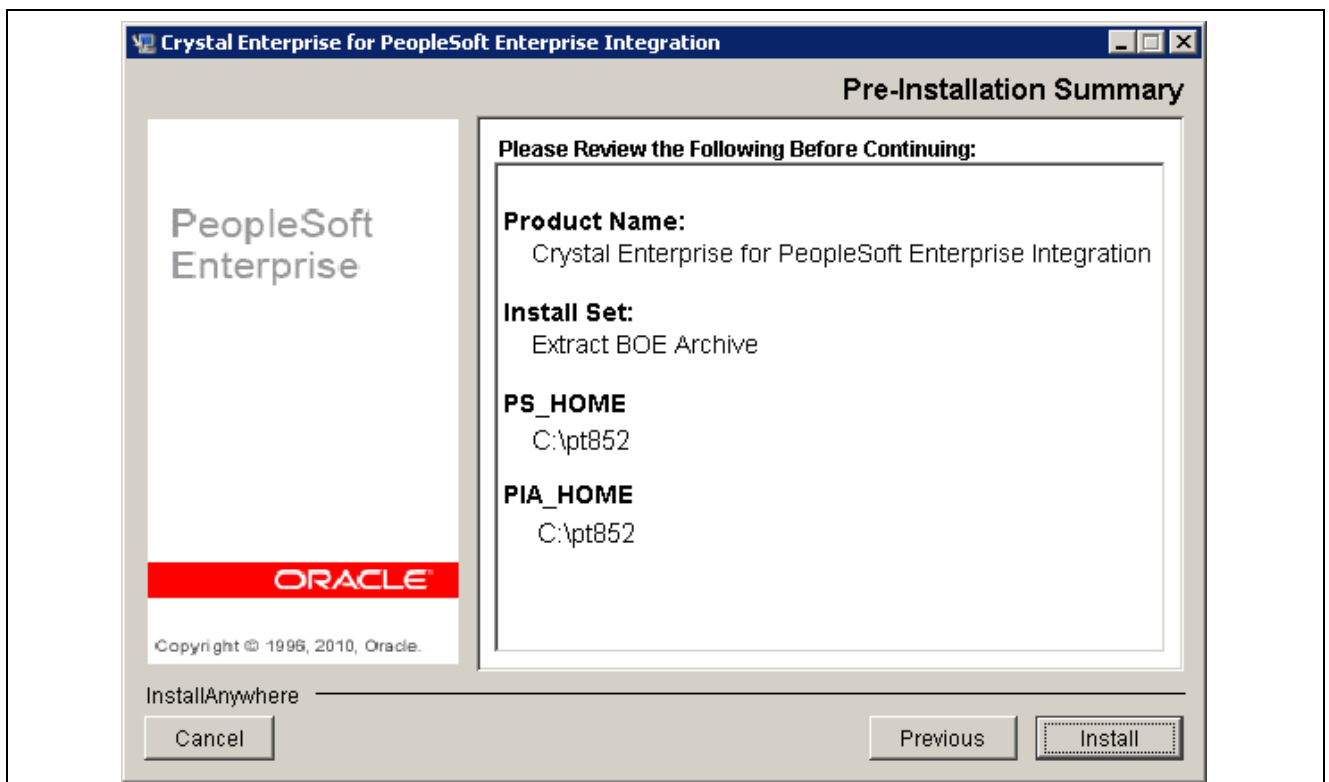 Crystal Enterprise for PeopleSoft Enterprise Integration
Pre-Installation Summary
PeopleSoft
Enterprise
ORACLE
Copyright © 1996, 2010, Oracle.
Please Review the Following Before Continuing:
Product Name:
Crystal Enterprise for PeopleSoft Enterprise Integration
Install Set:
Extract BOE Archive
PS_HOME
C:\pt852
PIA_HOME
C:\pt852
InstallAnywhere
Cancel
Previous
Install